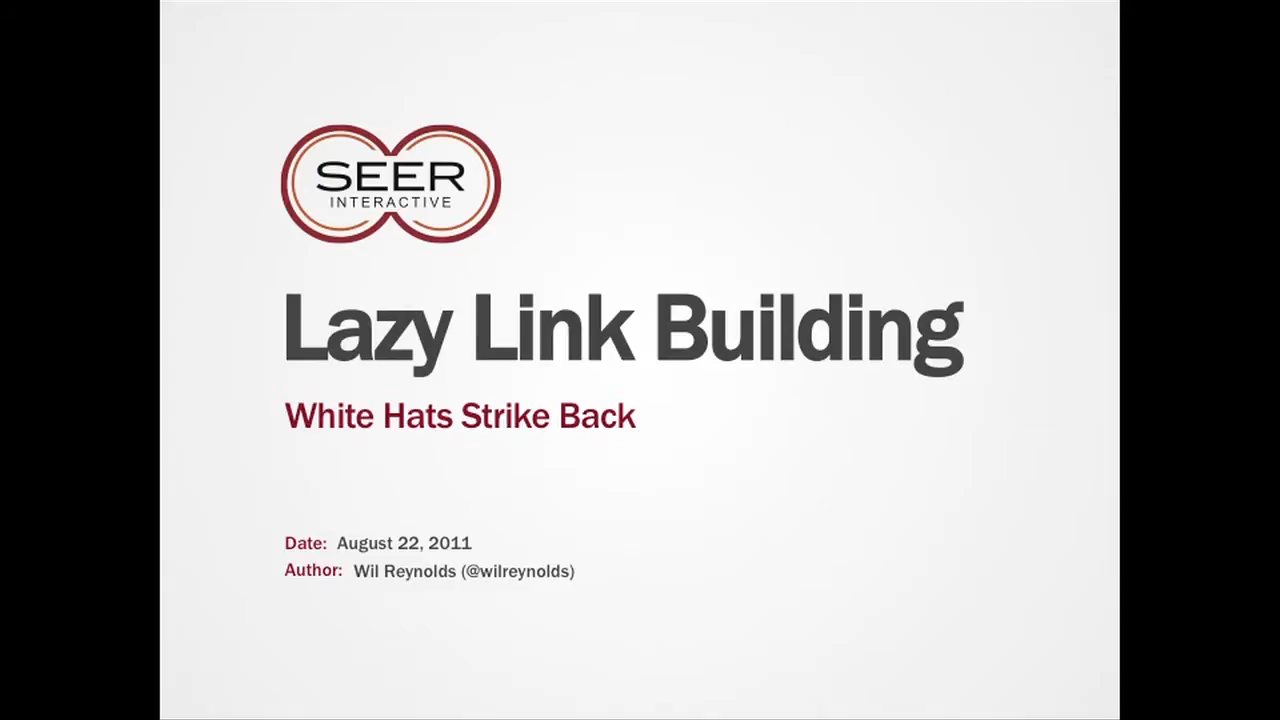 SEER
INTERACTIVE
Lazy Link Building
White Hats Strike Back
Date: August 22, 2011
Author: Wil Reynolds (@wilreynolds)